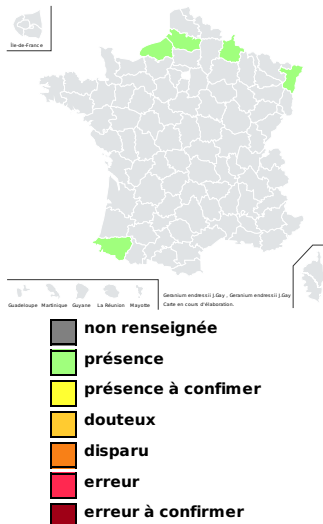 Île-de-France
Guadeloupe Martinique Guyane La Réunion Mayotte
Geranium endressii J.Gay , Geranium endressii J.Gay
Carte en cours d'élaboration.
non renseignée
présence
présence à confimer
douteux
disparu
erreur
erreur à confirmer